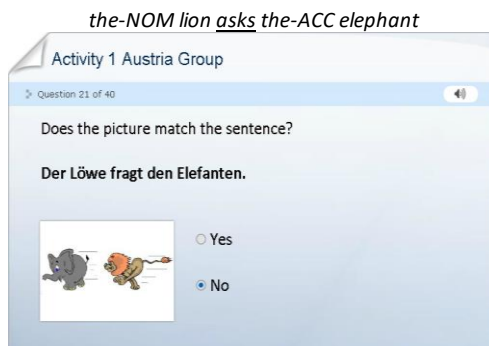 the-NOM lion asks the-ACC elephant
Activity 1 Austria Group
Question 21 of 40
Does the picture match the sentence?
Der Löwe fragt den Elefanten.
Yes
No